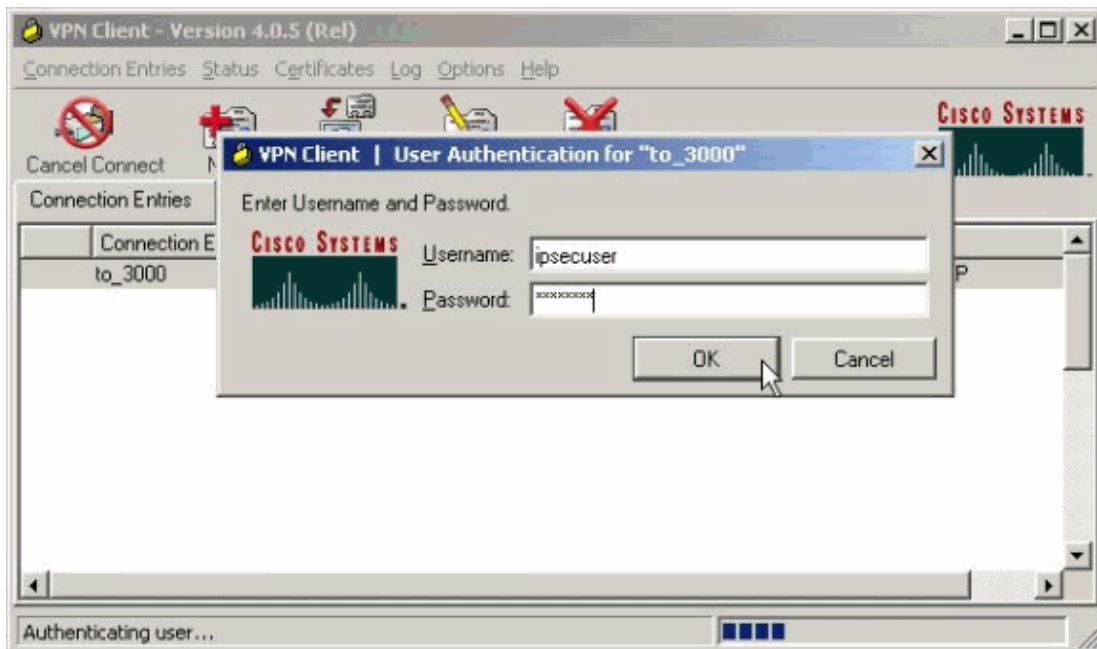 VPN Client - Version 4.0.5 (Rel)
Connection Entries Status Certificates Log Options Help
CISCO SYSTEMS
Cancel Connect
VPN Client | User Authentication for "to_3000"
Connection Entries
Enter Username and Password.
Connection E
to_3000
P
CISCO SYSTEMS
Username: ipsecuser
Password: ********
OK Cancel
Authenticating user...